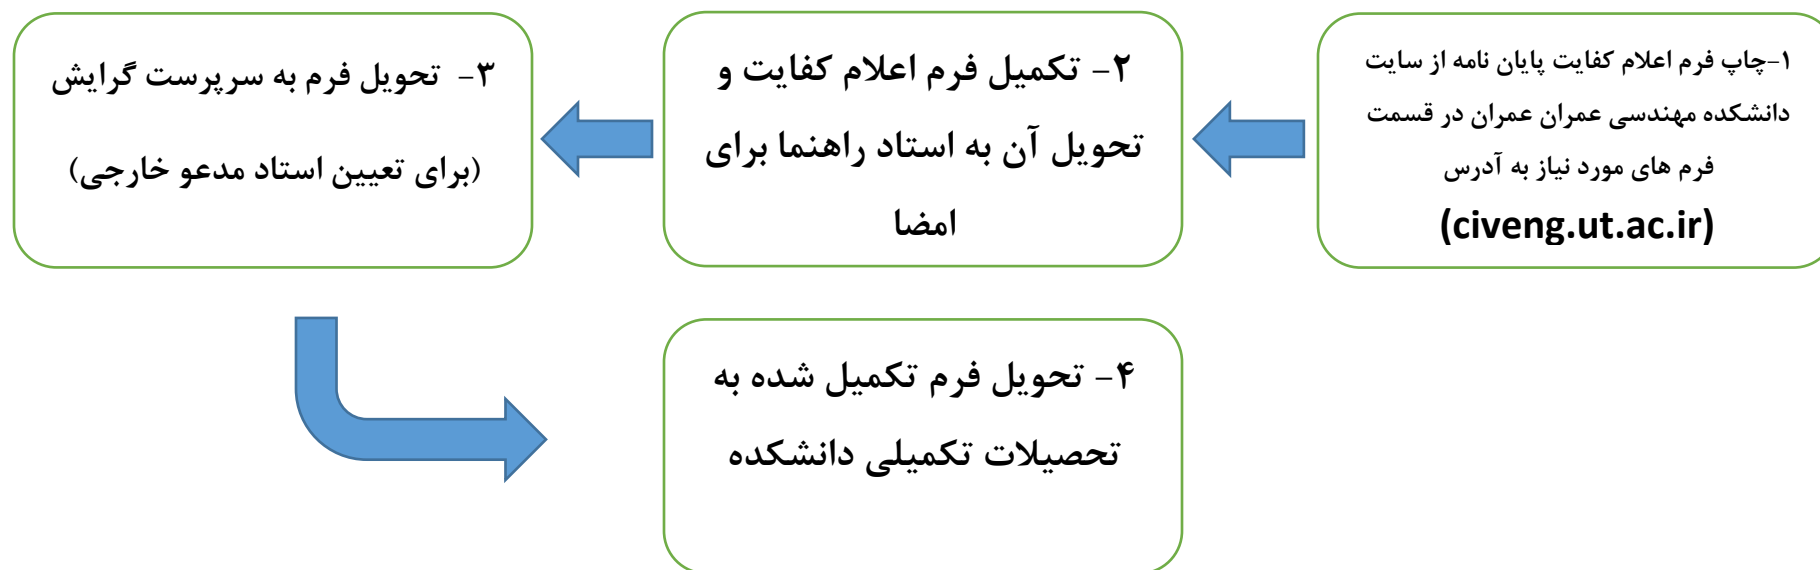 ۱-چاپ فرم اعلام کفایت پایان نامه از سایت
دانشکده مهندسی عمران عمران در قسمت
فرم های مورد نیاز به آدرس
(civeng.ut.ac.ir)
۲- تکمیل فرم اعلام کفایت و
تحویل آن به استاد راهنما برای
امضا
۳- تحویل فرم به سرپرست گرایش
(برای تعیین استاد مدعو خارجی)
۴- تحویل فرم تکمیل شده به
تحصیلات تکمیلی دانشکده